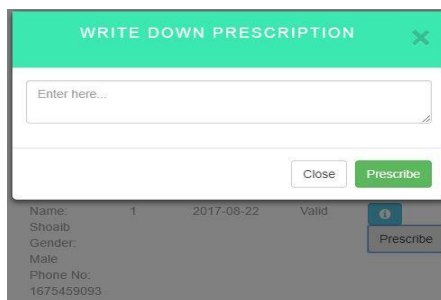 WRITE DOWN PRESCRIPTION
Enter here...
Close
Prescribe
Name: 1 2017-08-22 Valid
Shoaib
Prescribe
Gender:
Male
Phone No:
1675459093